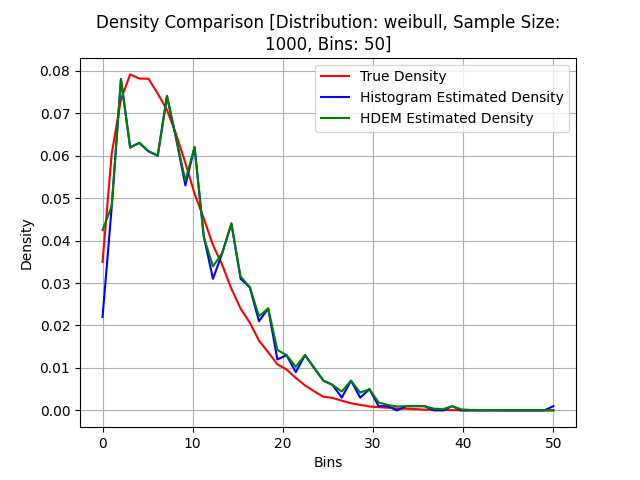 Density Comparison [Distribution: weibull, Sample Size:
1000, Bins: 50]
True Density
Histogram Estimated Density
HDEM Estimated Density
Density
0.08
0.07
0.06
0.05
0.04
0.03
0.02
0.01
0.00
0 10 20 30 40 50
Bins